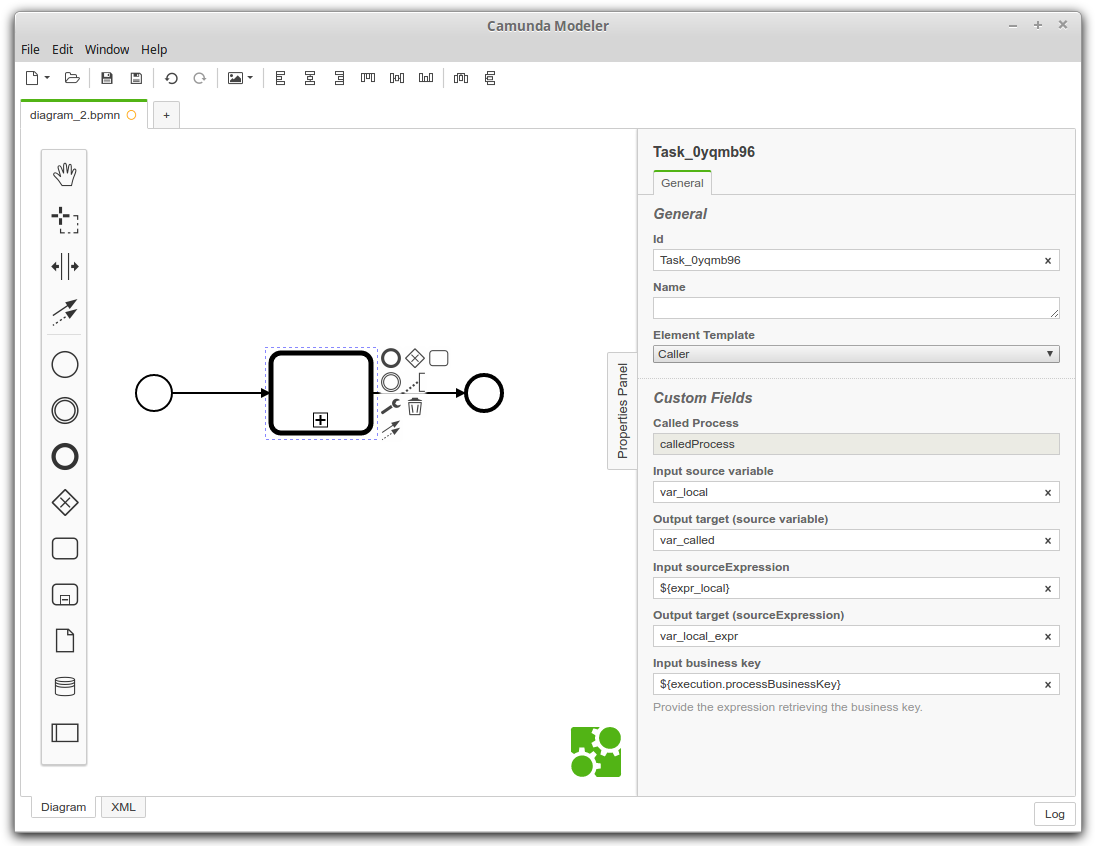 Camunda Modeler
File Edit Window Help
diagram_2.bpmn
+
Properties Panel
Task_0yqmb96
General
General
Id
Task_0yqmb96
Name
Element Template
Caller
Custom Fields
Called Process
calledProcess
Input source variable
var_local
Output target (source variable)
var_called
Input sourceExpression
${expr_local}
Output target (sourceExpression)
var_local_expr
Input business key
${execution.processBusinessKey}
Provide the expression retrieving the business key.
Diagram XML
Log